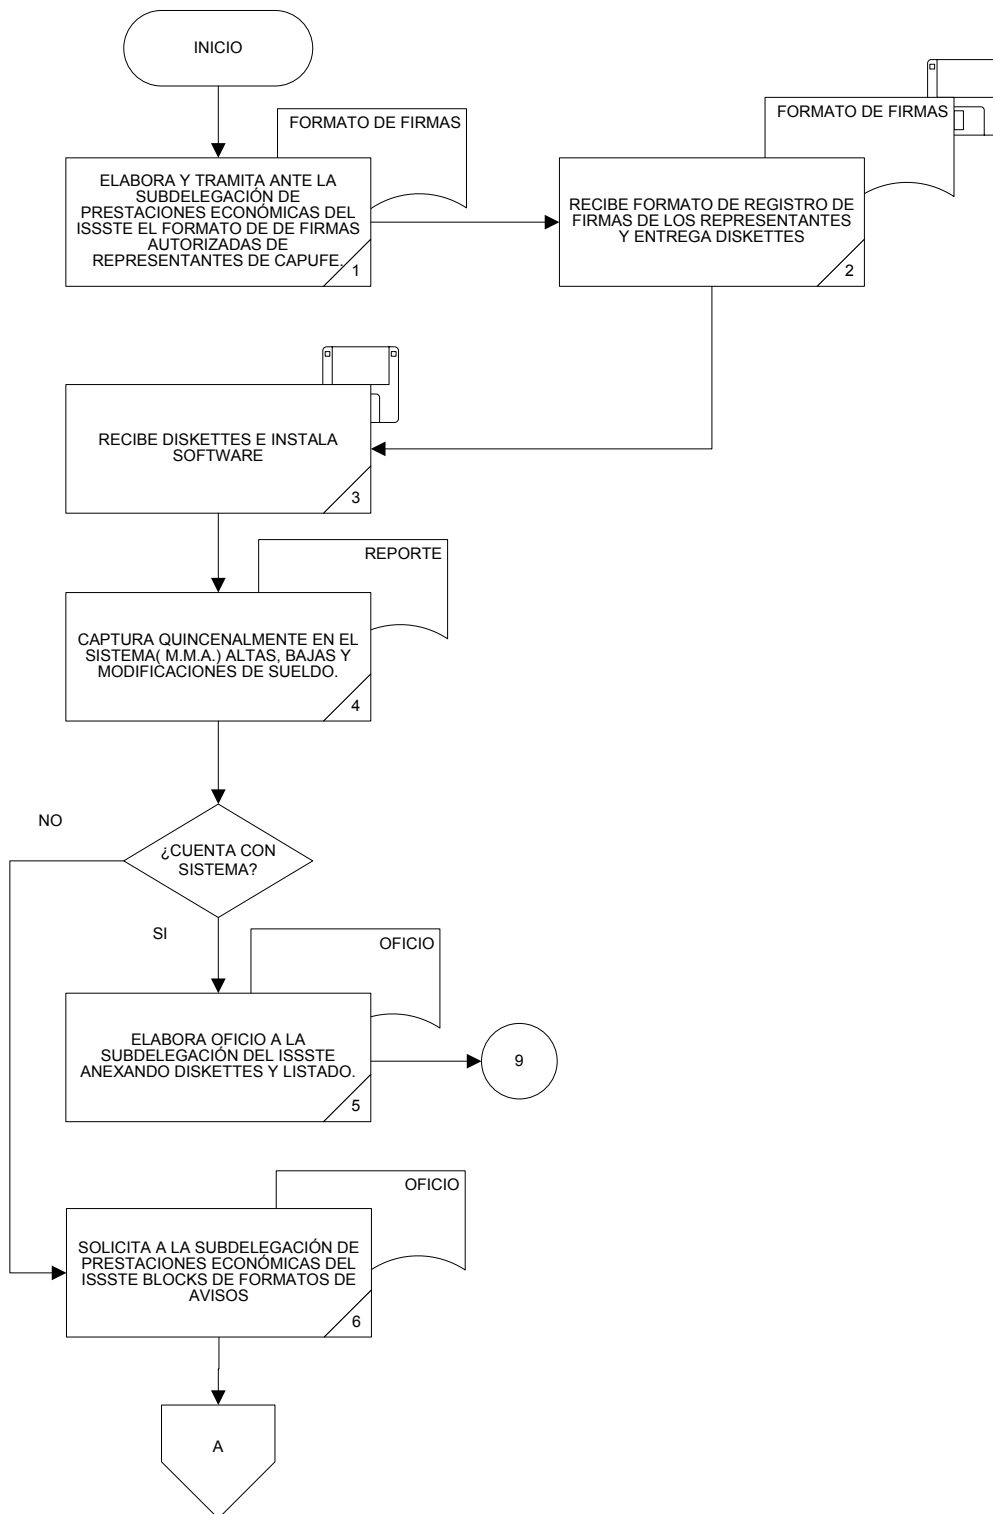 INICIO
FORMATO DE FIRMAS
ELABORA Y TRAMITA ANTE LA
SUBDELEGACIÓN DE
PRESTACIONES ECONÓMICAS DEL
ISSSTE EL FORMATO DE DE FIRMAS
AUTORIZADAS DE
REPRESENTANTES DE CAPUFE.
1
FORMATO DE FIRMAS
RECIBE FORMATO DE REGISTRO DE
FIRMAS DE LOS REPRESENTANTES
Y ENTREGA DISKETTES
2
RECIBE DISKETTES E INSTALA
SOFTWARE
3
REPORTE
CAPTURA QUINCENALMENTE EN EL
SISTEMA( M.M.A.) ALTAS, BAJAS Y
MODIFICACIONES DE SUELDO.
4
NO
¿CUENTA CON
SISTEMA?
SI
OFICIO
ELABORA OFICIO A LA
SUBDELEGACIÓN DEL ISSSTE
ANEXANDO DISKETTES Y LISTADO.
5
9
OFICIO
SOLICITA A LA SUBDELEGACIÓN DE
PRESTACIONES ECONÓMICAS DEL
ISSSTE BLOCKS DE FORMATOS DE
AVISOS
6
A